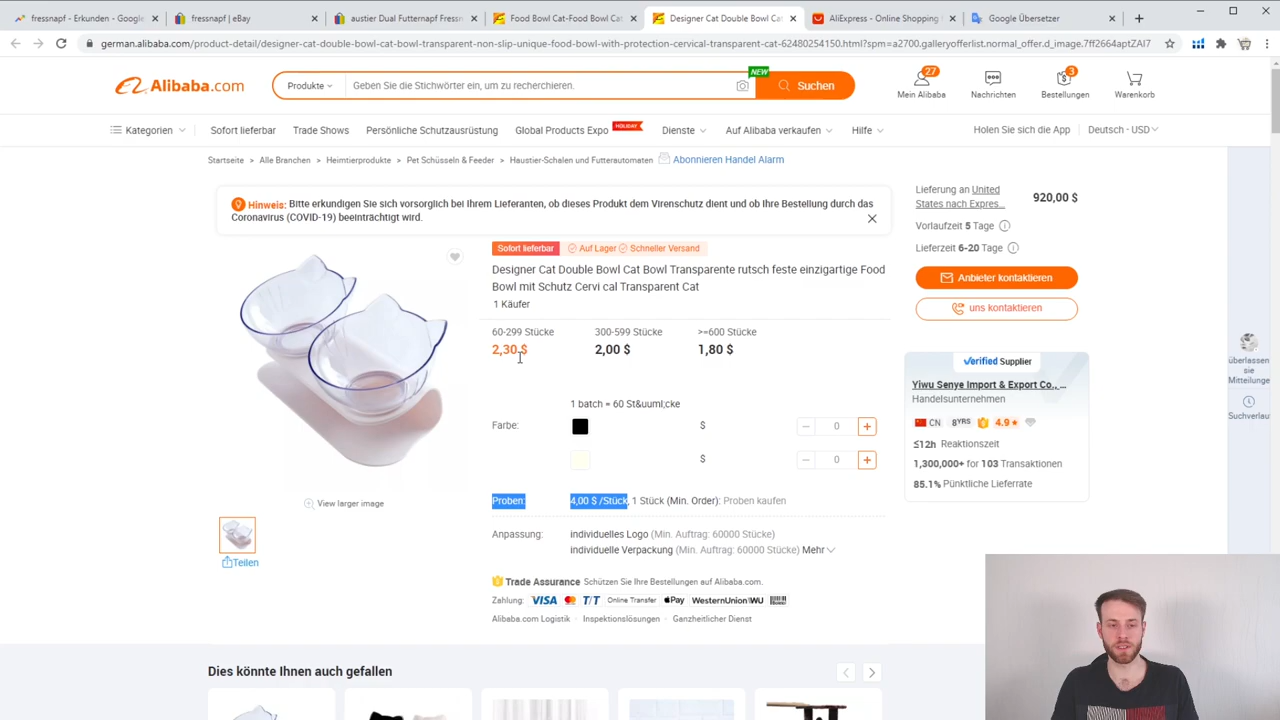 fressnapf - Erkunden - Google
fressnapf | eBay
austier Dual Futternapf Fressn
Food Bowl Cat-Food Bowl Cat
Designer Cat Double Bowl Cat
AliExpress - Online Shopping
Google Übersetzer
german.alibaba.com/product-detail/designer-cat-double-bowl-cat-bowl-transparent-non-slip-unique-food-bowl-with-protection-cervical-transparent-cat-62480254150.html?spm=a2700.galleryofferlist.normal_offer.d_image.7ff2664aptZAI7
Alibaba.com
Produkte
Geben Sie die Stichwörter ein, um zu recherchieren.
NEW
Suchen
27
Mein Alibaba
Nachrichten
3
Bestellungen
Warenkorb
Kategorien
Sofort lieferbar
Trade Shows
Persönliche Schutzausrüstung
Global Products Expo
HOLIDAY
Dienste
Auf Alibaba verkaufen
Hilfe
Holen Sie sich die App
Deutsch - USD
Startseite > Alle Branchen > Heimtierprodukte > Pet Schüsseln & Feeder > Haustier-Schalen und Futterautomaten
Abonnieren Handel Alarm
Hinweis: Bitte erkundigen Sie sich vorsorglich bei Ihrem Lieferanten, ob dieses Produkt dem Virenschutz dient und ob Ihre Bestellung durch das
Coronavirus (COVID-19) beeinträchtigt wird.
Sofort lieferbar
Auf Lager
Schneller Versand
Designer Cat Double Bowl Cat Bowl Transparente rutsch feste einzigartige Food
Bowl mit Schutz Cervi cal Transparent Cat
1 Käufer
60-299 Stücke
300-599 Stücke
>=600 Stücke
2,30 $
2,00 $
1,80 $
1 batch = 60 St&uuml;cke
Farbe:
$
0
$
0
Proben: 4,00 $ /Stück, 1 Stück (Min. Order): Proben kaufen
Anpassung: individuelles Logo (Min. Auftrag: 60000 Stücke)
individuelle Verpackung (Min. Auftrag: 60000 Stücke) Mehr
Trade Assurance Schützen Sie Ihre Bestellungen auf Alibaba.com.
Zahlung: VISA T/T Online Transfer Pay WesternUnion WU
Alibaba.com Logistik · Inspektionslösungen · Ganzheitlicher Dienst
View larger image
Teilen
Lieferung an United
States nach Expres...
920,00 $
Vorlaufzeit 5 Tage
Lieferzeit 6-20 Tage
Anbieter kontaktieren
uns kontaktieren
Verified Supplier
Yiwu Senye Import & Export Co., ...
Handelsunternehmen
CN 8YRS 4.9
≤12h Reaktionszeit
1,300,000+ for 103 Transaktionen
85.1% Pünktliche Lieferrate
überlassen
sie
Mitteilunge
Suchverlau
Dies könnte Ihnen auch gefallen